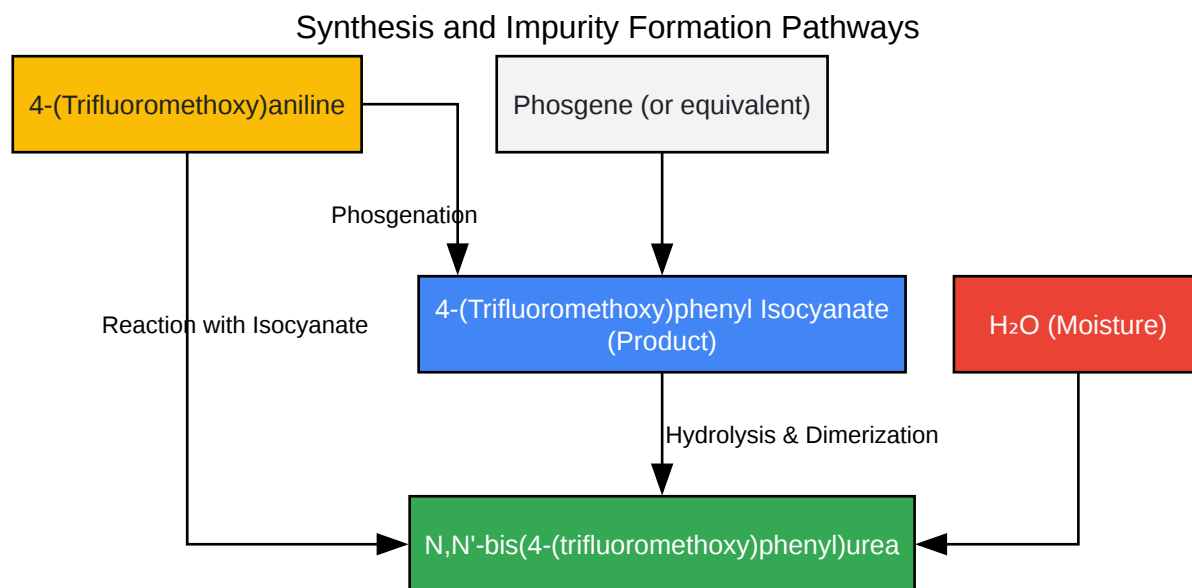 Synthesis and Impurity Formation Pathways
4-(Trifluoromethoxy)aniline
Phosgene (or equivalent)
Phosgenation
4-(Trifluoromethoxy)phenyl Isocyanate
(Product)
H₂O (Moisture)
Reaction with Isocyanate
Hydrolysis & Dimerization
N,N'-bis(4-(trifluoromethoxy)phenyl)urea